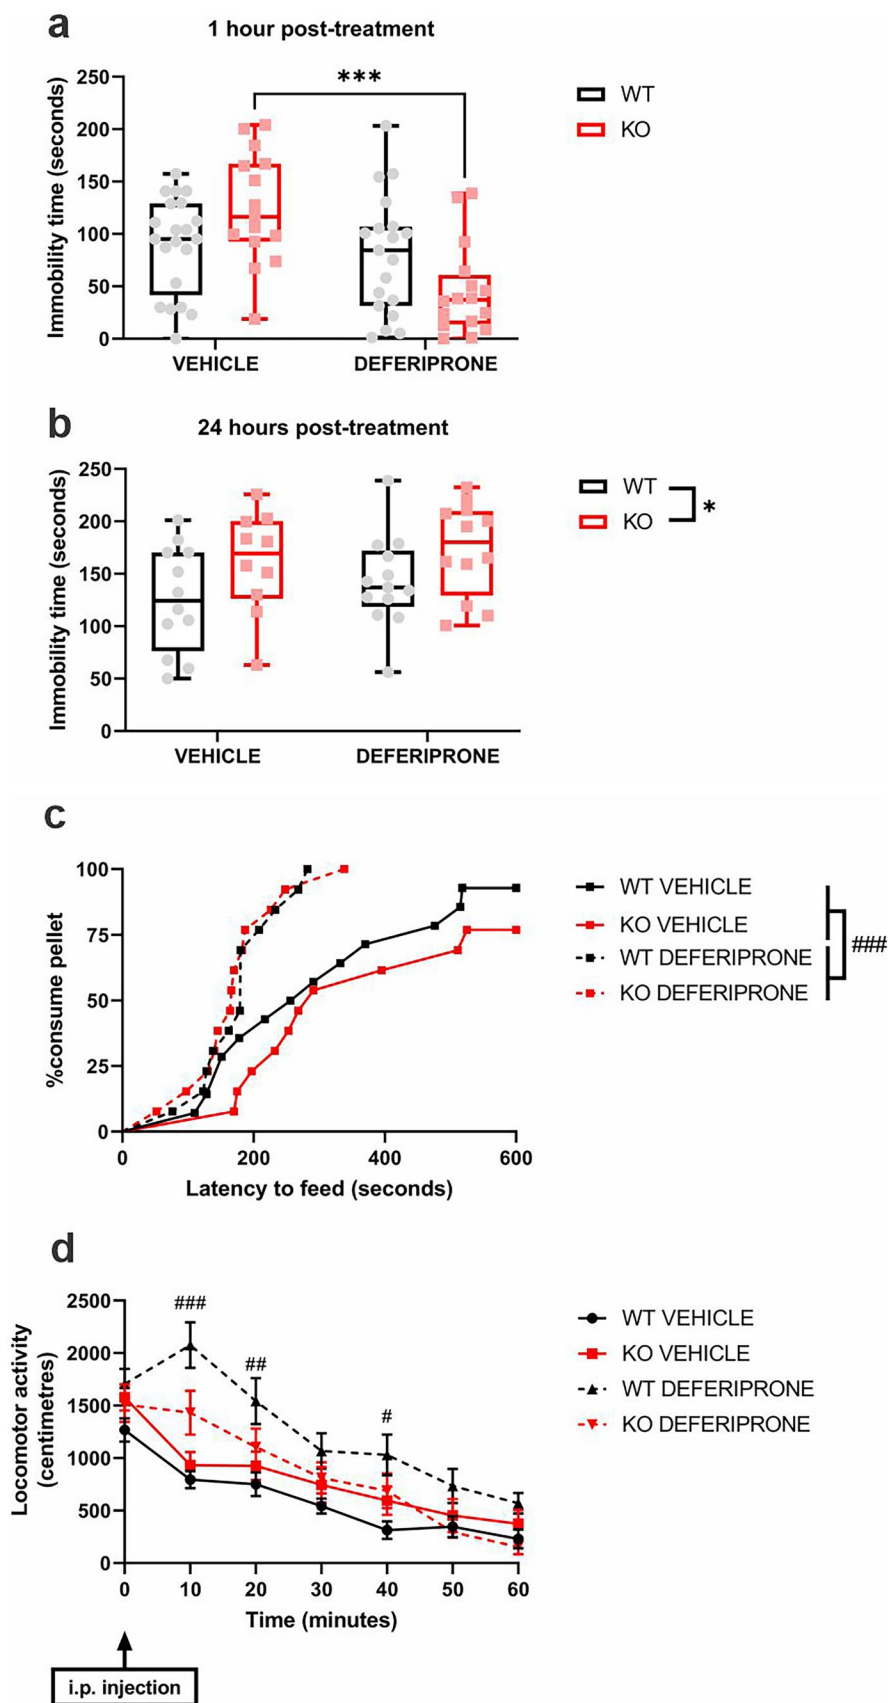 a
1 hour post-treatment
Immobility time (seconds)
250
200
150
100
50
0
***
WT
KO
VEHICLE
DEFERIPRONE
b
24 hours post-treatment
Immobility time (seconds)
250
200
150
100
50
0
WT
KO
*
VEHICLE
DEFERIPRONE
c
%consume pellet
100
75
50
25
0
0
200
400
600
Latency to feed (seconds)
WT VEHICLE
KO VEHICLE
WT DEFERIPRONE
KO DEFERIPRONE
###
d
Locomotor activity
(centimetres)
2500
2000
1500
1000
500
0
###
##
#
WT VEHICLE
KO VEHICLE
WT DEFERIPRONE
KO DEFERIPRONE
0
10
20
30
40
50
60
Time (minutes)
i.p. injection